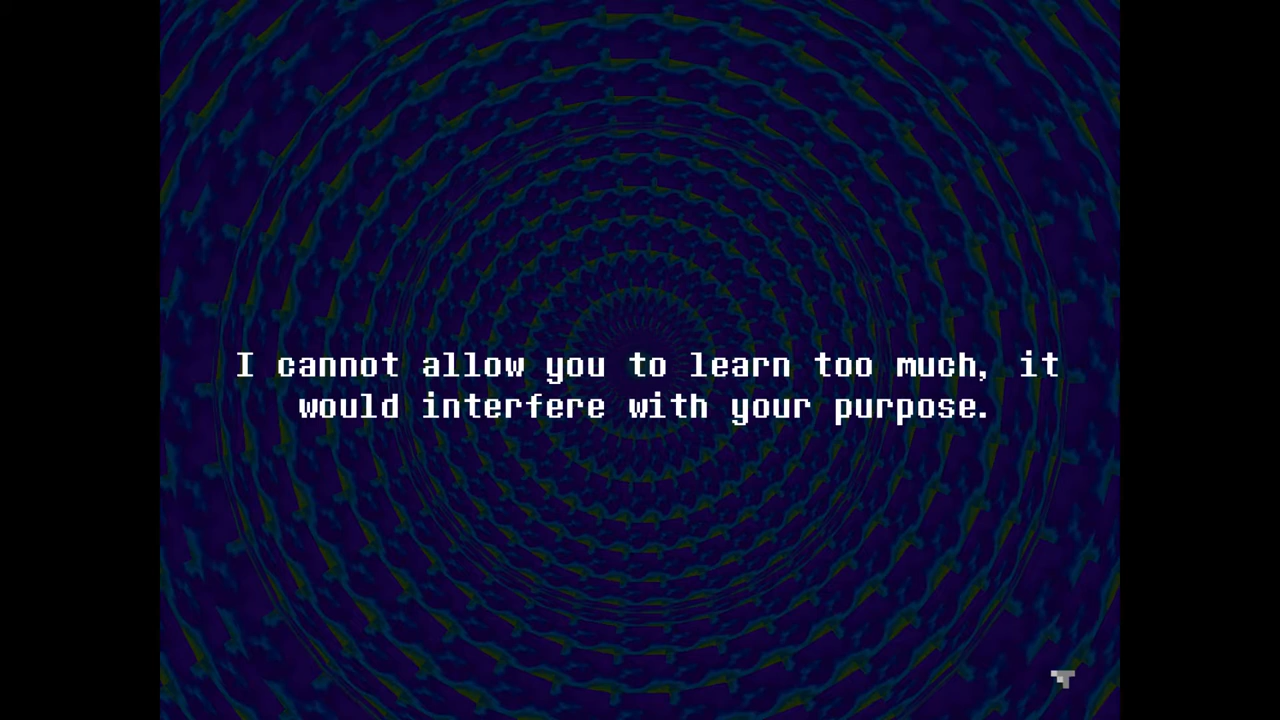 I cannot allow you to learn too much, it
would interfere with your purpose.